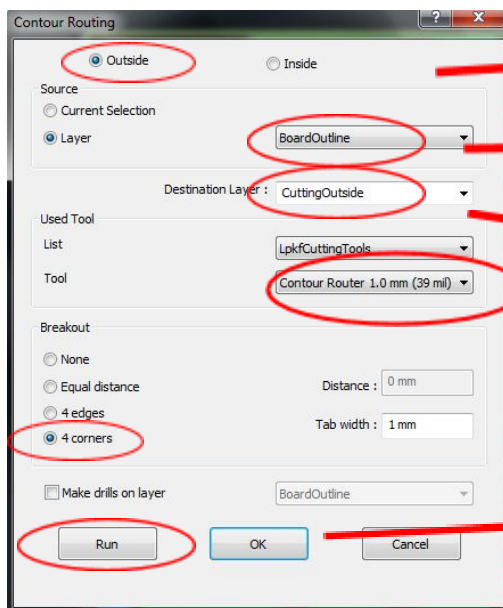 Contour Routing
?
X
Outside Inside
Source
Current Selection
Layer BoardOutline
Destination Layer : CuttingOutside
Used Tool
List LpkfCuttingTools
Tool Contour Router 1.0 mm (39 mil)
Breakout
None
Equal distance Distance : 0 mm
4 edges
4 corners Tab width : 1 mm
Make drills on layer BoardOutline
Run OK Cancel